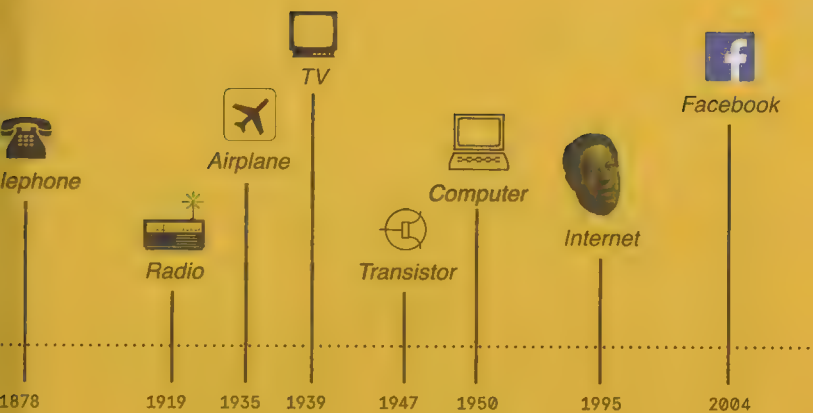 TV
Facebook
Airplane
lephone
Computer
Internet
Radio
Transistor
1878 1919 1935 1939 1947 1950 1995 2004